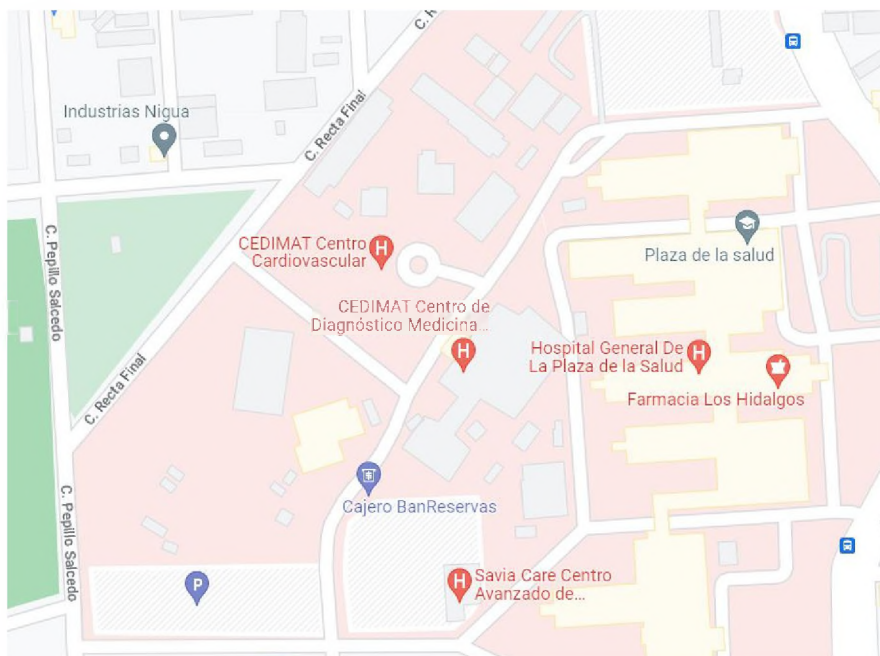 C. R
Industrias Nigua
C. Recta Final
C. Pepillo Salcedo
CEDIMAT Centro
Cardiovascular
Plaza de la salud
CEDIMAT Centro de
Diagnóstico Medicina...
Hospital General De
La Plaza de la Salud
C. Recta Final
Farmacia Los Hidalgos
C. Pepillo Salcedo
Cajero BanReservas
Savia Care Centro
Avanzado de...
H
H
H
H
P